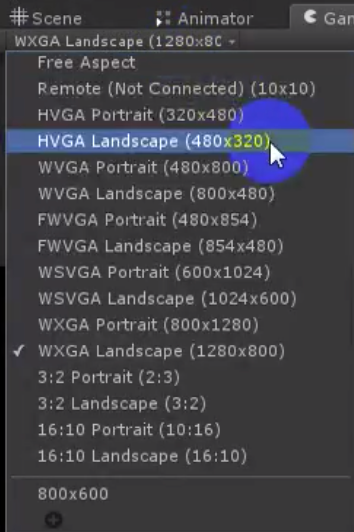 Scene
Animator
Gam
WXGA Landscape (1280x80
Free Aspect
Remote (Not Connected) (10x10)
HVGA Portrait (320x480)
HVGA Landscape (480x320)
WVGA Portrait (480x800)
WVGA Landscape (800x480)
FWVGA Portrait (480x854)
FWVGA Landscape (854x480)
WSVGA Portrait (600x1024)
WSVGA Landscape (1024x600)
WXGA Portrait (800x1280)
WXGA Landscape (1280x800)
3:2 Portrait (2:3)
3:2 Landscape (3:2)
16:10 Portrait (10:16)
16:10 Landscape (16:10)
800x600